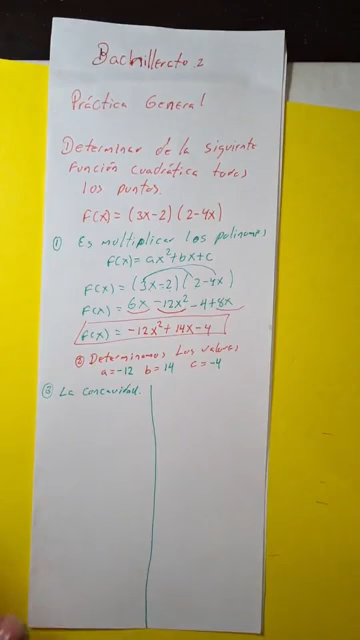 Bachillerato 2
Práctica General
Determinar de la siguiente
función cuadrática todos
los puntos.
F(x) = (3x-2) (2-4x)
① Es multiplicar los polinomios
F(x) = ax²+bx+c
F(x) = (3x-2) (2-4x)
F(x) = 6x -12x² -4+8x
F(x) = -12x²+14x-4
② Determinamos los valores
a=-12 b=14 c=-4
③ La concavidad.